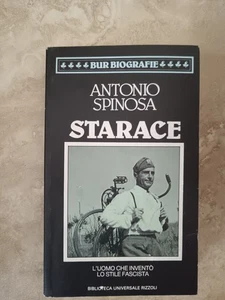 BUR BIOGRAFIE
ANTONIO
SPINOSA
STARACE
L'UOMO CHE INVENTÒ
LO STILE FASCISTA
BIBLIOTECA UNIVERSALE RIZZOLI